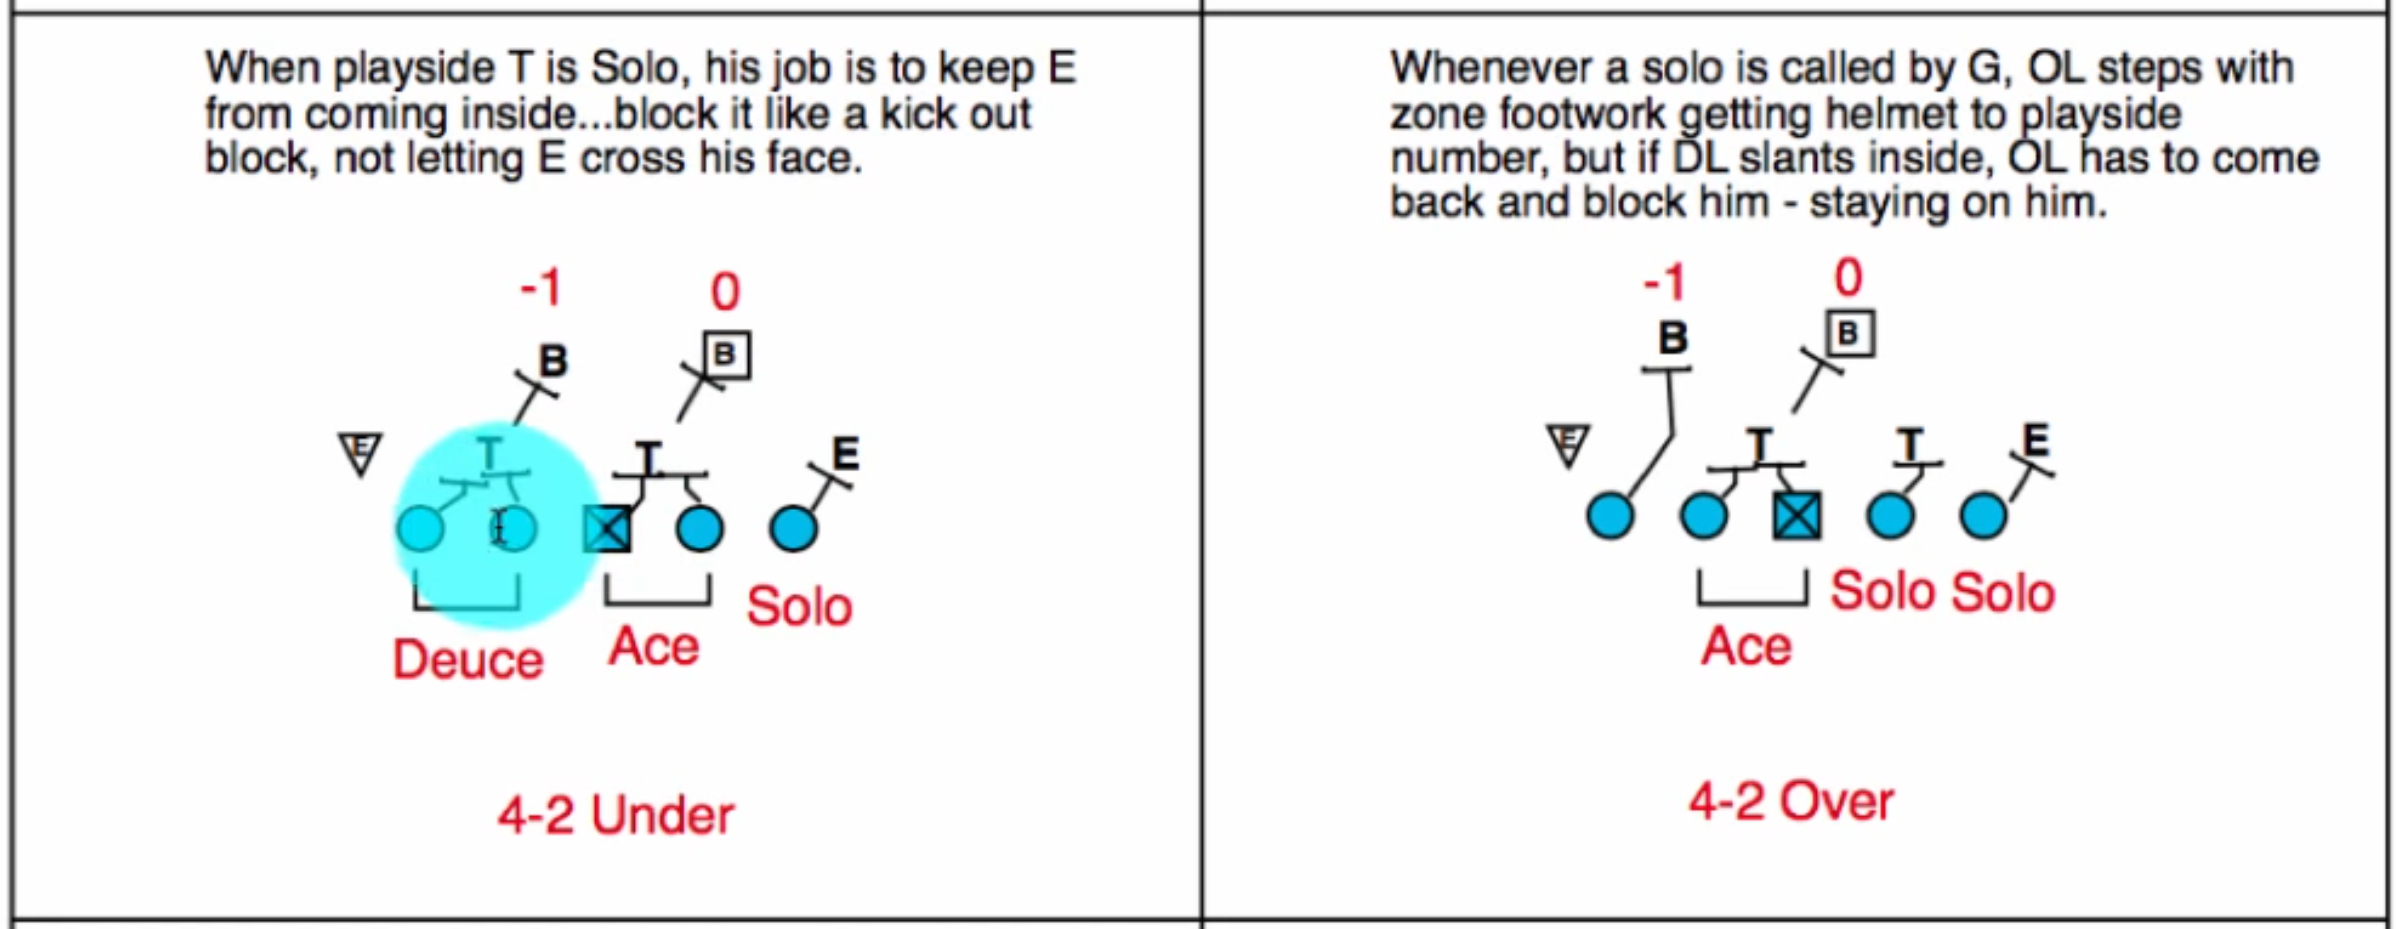 When playside T is Solo, his job is to keep E
from coming inside...block it like a kick out
block, not letting E cross his face.
-1 0
B B
E T T E
Deuce Ace Solo
4-2 Under
Whenever a solo is called by G, OL steps with
zone footwork getting helmet to playside
number, but if DL slants inside, OL has to come
back and block him - staying on him.
-1 0
B B
E T T E
Ace Solo Solo
4-2 Over